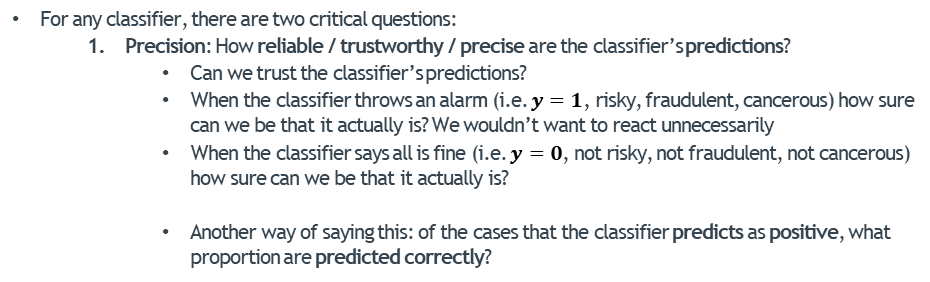 • For any classifier, there are two critical questions:
1. Precision: How reliable / trustworthy / precise are the classifier's predictions?
• Can we trust the classifier's predictions?
• When the classifier throws an alarm (i.e. y = 1, risky, fraudulent, cancerous) how sure
can we be that it actually is? We wouldn't want to react unnecessarily
• When the classifier says all is fine (i.e. y = 0, not risky, not fraudulent, not cancerous)
how sure can we be that it actually is?
• Another way of saying this: of the cases that the classifier predicts as positive, what
proportion are predicted correctly?